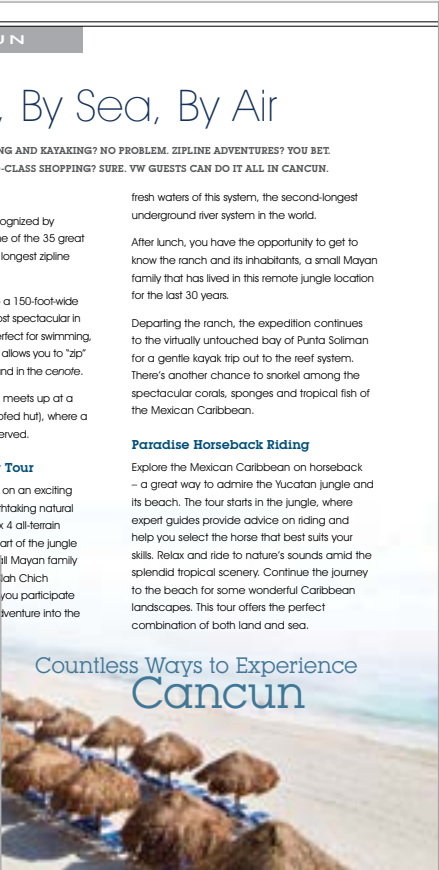 UN
, By Sea, By Air
NG AND KAYAKING? NO PROBLEM. ZIPLINE ADVENTURES? YOU BET.
-CLASS SHOPPING? SURE. VW GUESTS CAN DO IT ALL IN CANCUN.
ognized by
ne of the 35 great
longest zipline
a 150-foot-wide
ost spectacular in
erfect for swimming,
allows you to “zip”
nd in the cenote.
meets up at a
ofed hut), where a
erved.
Tour
on an exciting
thtaking natural
x 4 all-terrain
art of the jungle
ill Mayan family
lah Chich
you participate
dventure into the
fresh waters of this system, the second-longest
underground river system in the world.
After lunch, you have the opportunity to get to
know the ranch and its inhabitants, a small Mayan
family that has lived in this remote jungle location
for the last 30 years.
Departing the ranch, the expedition continues
to the virtually untouched bay of Punta Soliman
for a gentle kayak trip out to the reef system.
There’s another chance to snorkel among the
spectacular corals, sponges and tropical fish of
the Mexican Caribbean.
Paradise Horseback Riding
Explore the Mexican Caribbean on horseback
– a great way to admire the Yucatan jungle and
its beach. The tour starts in the jungle, where
expert guides provide advice on riding and
help you select the horse that best suits your
skills. Relax and ride to nature’s sounds amid the
splendid tropical scenery. Continue the journey
to the beach for some wonderful Caribbean
landscapes. This tour offers the perfect
combination of both land and sea.
Countless Ways to Experience
Cancun